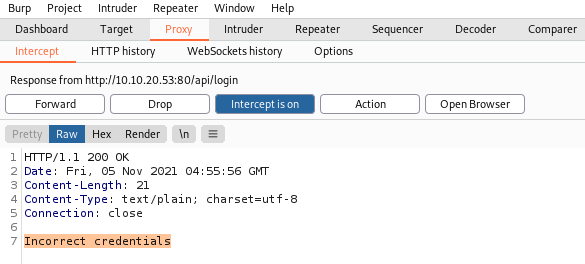 Burp Project Intruder Repeater Window Help
Dashboard Target Proxy Intruder Repeater Sequencer Decoder Comparer
Intercept HTTP history WebSockets history Options
Response from http://10.10.20.53:80/api/login
Forward Drop Intercept is on Action Open Browser
Pretty Raw Hex Render \n ≡
1 HTTP/1.1 200 OK
2 Date: Fri, 05 Nov 2021 04:55:56 GMT
3 Content-Length: 21
4 Content-Type: text/plain; charset=utf-8
5 Connection: close
6
7 Incorrect credentials